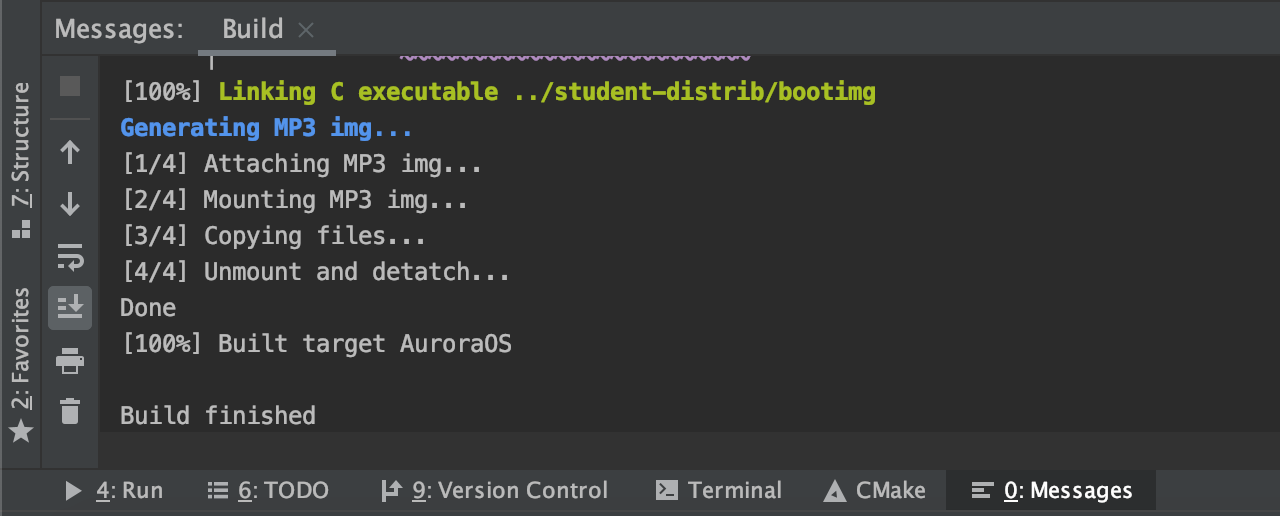 Messages: Build
[100%] Linking C executable ../student-distrib/bootimg
Generating MP3 img...
[1/4] Attaching MP3 img...
[2/4] Mounting MP3 img...
[3/4] Copying files...
[4/4] Unmount and detatch...
Done
[100%] Built target AuroraOS
Build finished
7: Structure
2: Favorites
4: Run 6: TODO 9: Version Control Terminal CMake 0: Messages